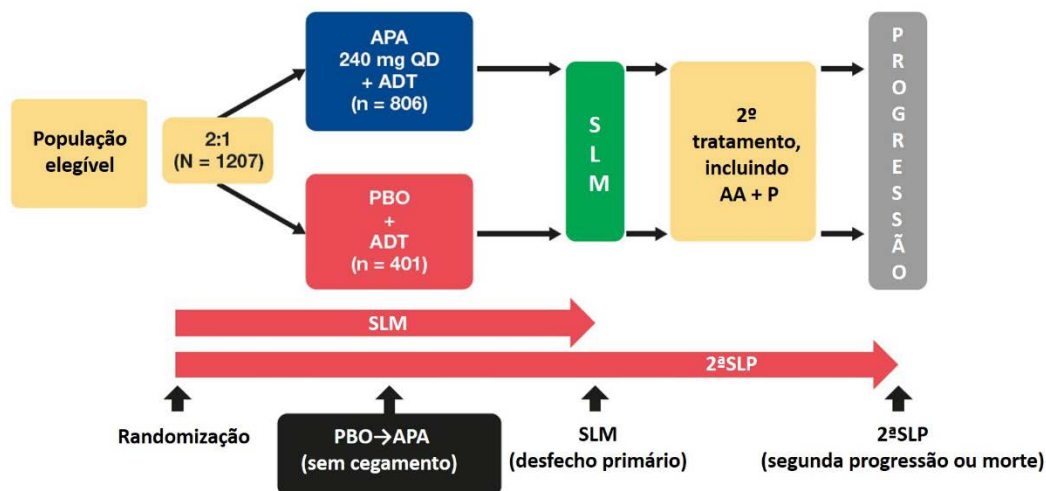 População
elegível
2:1
(N = 1207)
APA
240 mg QD
+ ADT
(n = 806)
PBO
+
ADT
(n = 401)
S
L
M
2º
tratamento,
incluindo
AA + P
P
R
O
G
R
E
S
S
Ã
O
SLM
2ªSLP
Randomização
PBO→APA
(sem cegamento)
SLM
(desfecho primário)
2ªSLP
(segunda progressão ou morte)